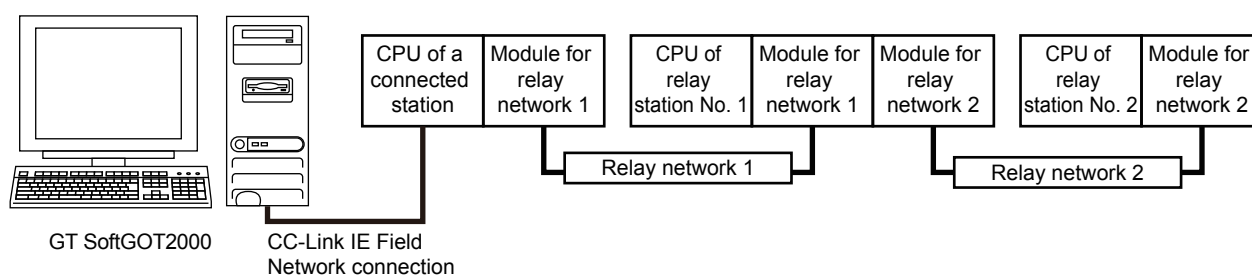 CPU of a
connected
station
Module for
relay
network 1
CPU of
relay
station No. 1
Module for
relay
network 1
Module for
relay
network 2
CPU of
relay
station No. 2
Module for
relay
network 2
Relay network 1
Relay network 2
GT SoftGOT2000
CC-Link IE Field
Network connection